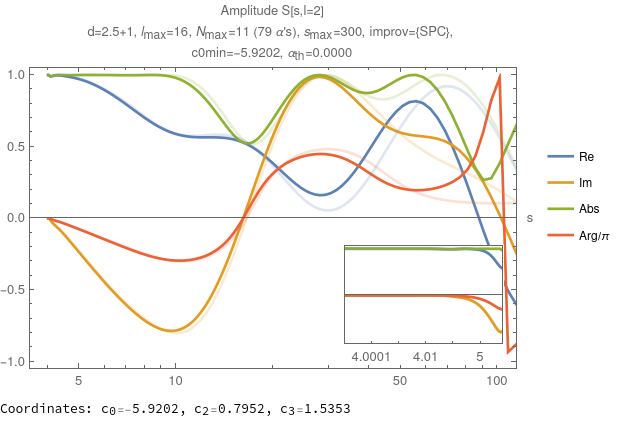 Amplitude S[s,l=2]
d=2.5+1, lmax=16, Nmax=11 (79 α's), smax=300, improv={SPC},
c0min=−5.9202, αth=0.0000
1.0
0.5
0.0
−0.5
−1.0
5 10 50 100
s
Re
Im
Abs
Arg/π
4.0001 4.01 5
Coordinates: c0=-5.9202, c2=0.7952, c3=1.5353